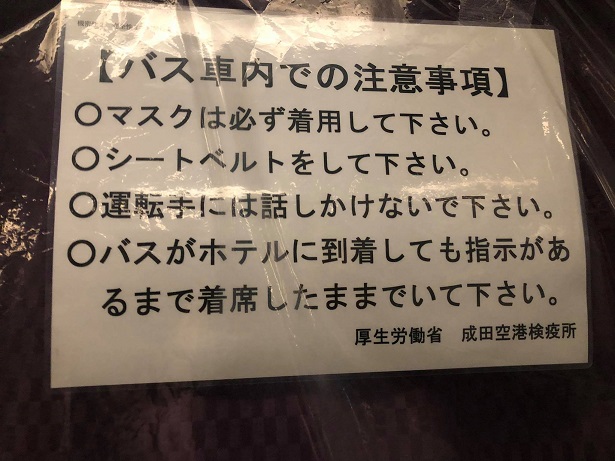 【バス車内での注意事項】
○マスクは必ず着用して下さい。
○シートベルトをして下さい。
○運転手には話しかけないで下さい。
○バスがホテルに到着しても指示があ
るまで着席したままでいて下さい。
厚生労働省 成田空港検疫所